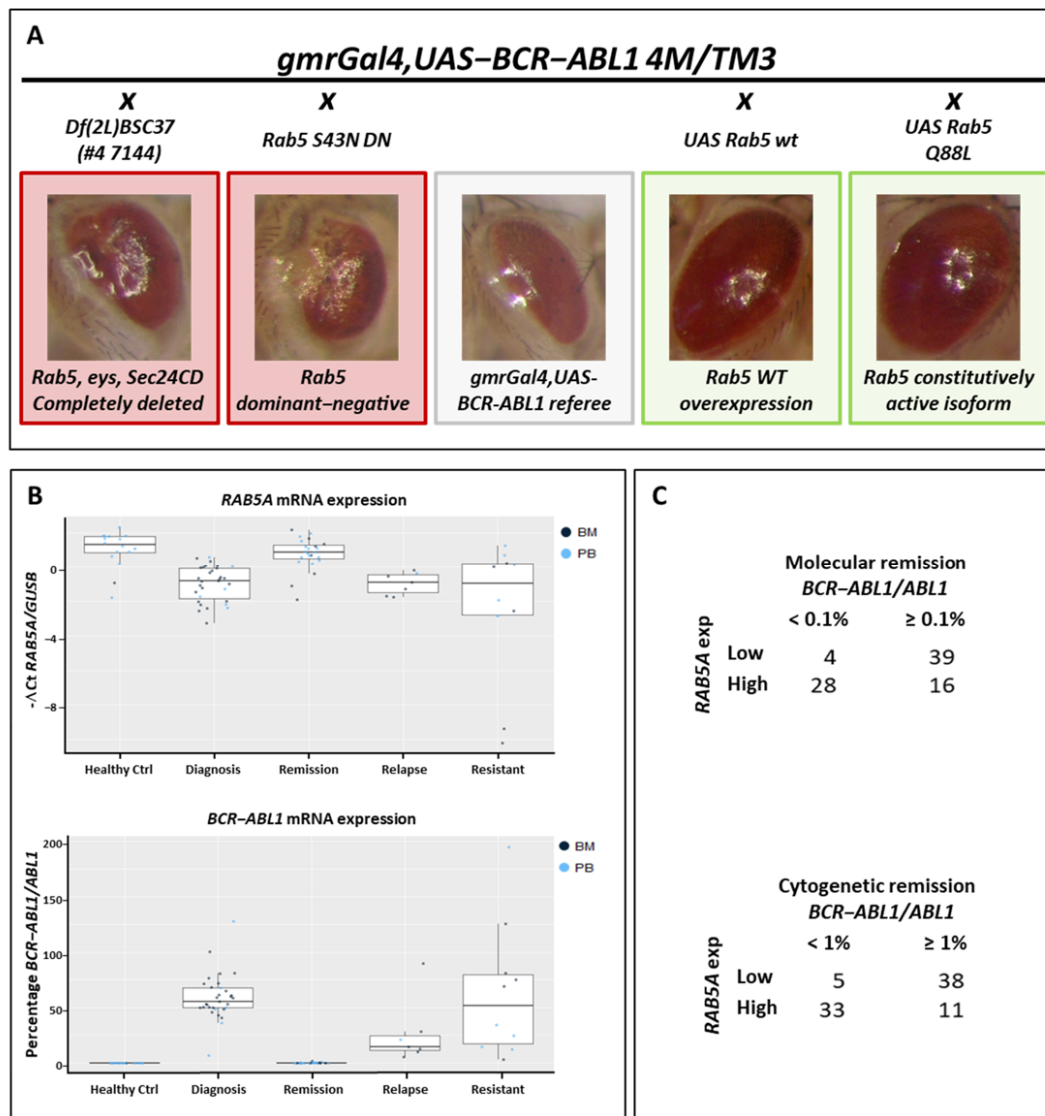 A
gmrGal4,UAS–BCR–ABL1 4M/TM3
X X X X
Df(2L)BSC37
(#4 7144)
Rab5 S43N DN
UAS Rab5 wt
UAS Rab5
Q88L
Rab5, eys, Sec24CD
Completely deleted
Rab5
dominant–negative
gmrGal4,UAS-
BCR-ABL1 referee
Rab5 WT
overexpression
Rab5 constitutively
active isoform
B
RAB5A mRNA expression
-ΛCt RAB5A/GUSB
0
−4
−8
Healthy Ctrl Diagnosis Remission Relapse Resistant
BM
PB
BCR–ABL1 mRNA expression
Percentage BCR–ABL1/ABL1
200
150
100
50
0
Healthy Ctrl Diagnosis Remission Relapse Resistant
BM
PB
C
Molecular remission
BCR–ABL1/ABL1
< 0.1% ≥ 0.1%
RAB5A exp
Low 4 39
High 28 16
Cytogenetic remission
BCR–ABL1/ABL1
< 1% ≥ 1%
RAB5A exp
Low 5 38
High 33 11